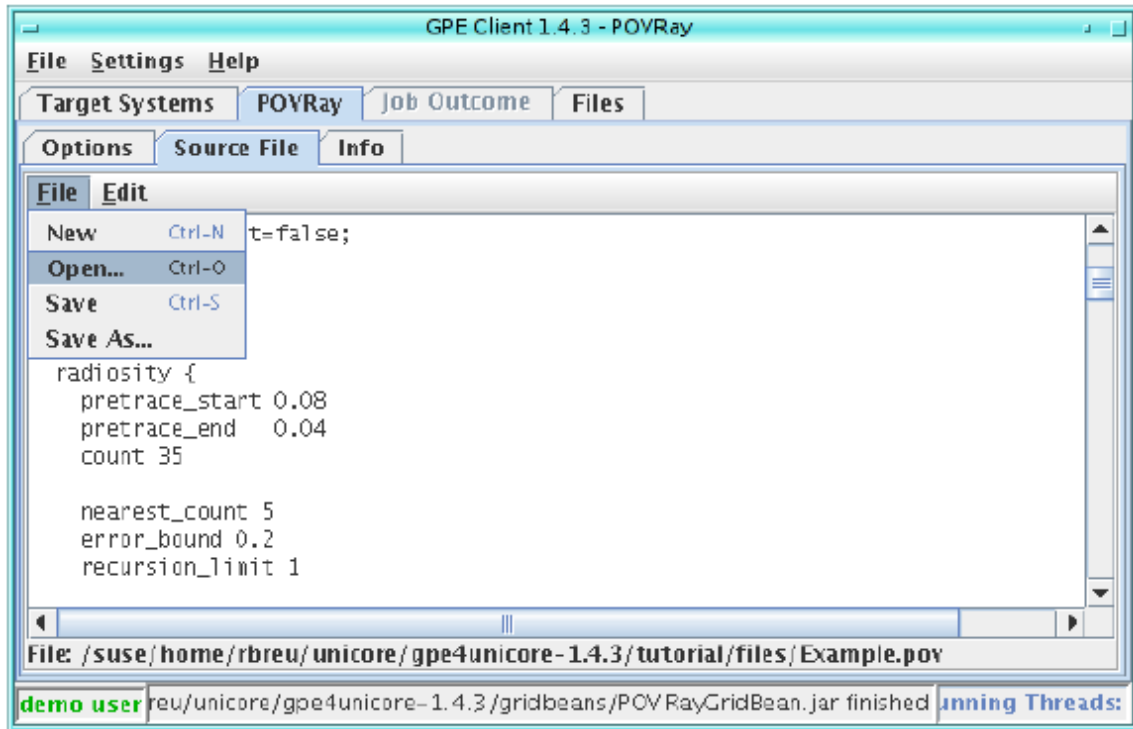 GPE Client 1.4.3 - POVRay
File Settings Help
Target Systems POVRay Job Outcome Files
Options Source File Info
File Edit
New Ctrl-N t=false;
Open... Ctrl-O
Save Ctrl-S
Save As...
radiosity {
pretrace_start 0.08
pretrace_end 0.04
count 35
nearest_count 5
error_bound 0.2
recursion_limit 1
File: /suse/home/rbreu/unicore/gpe4unicore-1.4.3/tutorial/files/Example.pov
demo user reu/unicore/gpe4unicore-1.4.3/gridbeans/POVRayGridBean.jar finished unning Threads: